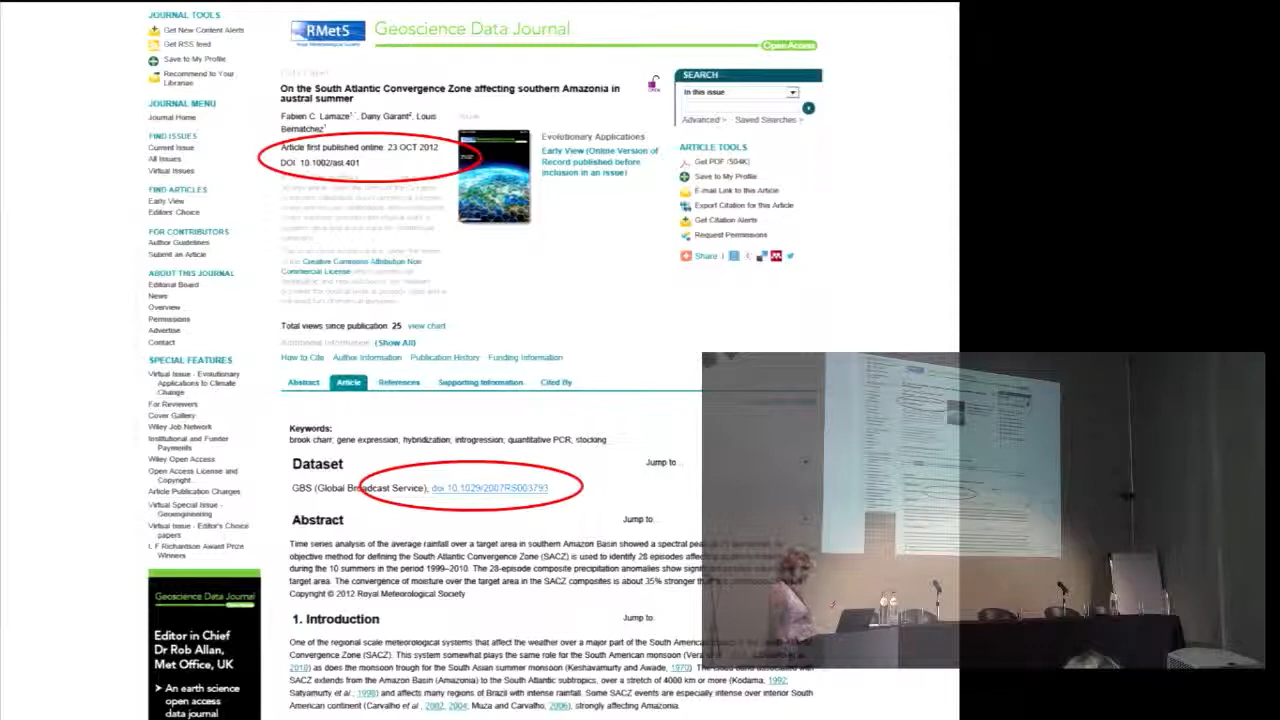 JOURNAL TOOLS
Get New Content Alerts
Get RSS feed
Save to My Profile
Recommend to Your
Librarian
JOURNAL MENU
Journal Home
FIND ISSUES
Current Issue
All Issues
Virtual Issues
FIND ARTICLES
Early View
Editors' Choice
FOR CONTRIBUTORS
Author Guidelines
Submit an Article
ABOUT THIS JOURNAL
Editorial Board
News
Overview
Permissions
Advertise
Contact
SPECIAL FEATURES
Virtual Issue - Evolutionary
Applications to Climate
Change
For Reviewers
Cover Gallery
Wiley Job Network
Institutional and Funder
Payments
Wiley Open Access
Open Access License and
Copyright
Article Publication Charges
Virtual Special Issue -
Geoengineering
Virtual Issue - Editor's Choice
papers
L F Richardson Award Prize
Winners
Geoscience Data Journal
Open Access
Editor in Chief
Dr Rob Allan,
Met Office, UK
An earth science
open access
data journal
RMetS
Royal Meteorological Society
Geoscience Data Journal
Open Access
On the South Atlantic Convergence Zone affecting southern Amazonia in
austral summer
OPEN
Fabien C. Lamaze1,*, Dany Garant2, Louis
Bernatchez1
Article first published online: 23 OCT 2012
DOI: 10.1002/asl.401
Evolutionary Applications
Early View (Online Version of
Record published before
inclusion in an issue)
Creative Commons Attribution Non
Commercial License
Total views since publication: 25 view chart
Additional Information (Show All)
How to Cite Author Information Publication History Funding Information
Abstract Article References Supporting Information Cited By
Keywords:
brook charr; gene expression; hybridization; introgression; quantitative PCR; stocking
Dataset Jump to...
GBS (Global Broadcast Service), doi 10.1029/2007RS003793
Abstract Jump to...
Time series analysis of the average rainfall over a target area in southern Amazon Basin showed a spectral
objective method for defining the South Atlantic Convergence Zone (SACZ) is used to identify 28 episodes
during the 10 summers in the period 1999–2010. The 28-episode composite precipitation anomalies show
target area. The convergence of moisture over the target area in the SACZ composites is about 35% stronger
Copyright © 2012 Royal Meteorological Society
1. Introduction Jump to...
One of the regional scale meteorological systems that affect the weather over a major part of the South
Convergence Zone (SACZ). This system somewhat plays the same role for the South American monsoon
2010) as does the monsoon trough for the South Asian summer monsoon (Keshavamurty and Awade, 1970).
SACZ extends from the Amazon Basin (Amazonia) to the South Atlantic subtropics, over a stretch of 4000 km or more (Kodama, 1992;
Satyamurty et al., 1998) and affects many regions of Brazil with intense rainfall. Some SACZ events are especially intense over interior South
American continent (Carvalho et al., 2002, 2004; Muza and Carvalho, 2006), strongly affecting Amazonia.
SEARCH
In this issue
Advanced > Saved Searches >
ARTICLE TOOLS
Get PDF (504K)
Save to My Profile
E-mail Link to this Article
Export Citation for this Article
Get Citation Alerts
Request Permissions
Share